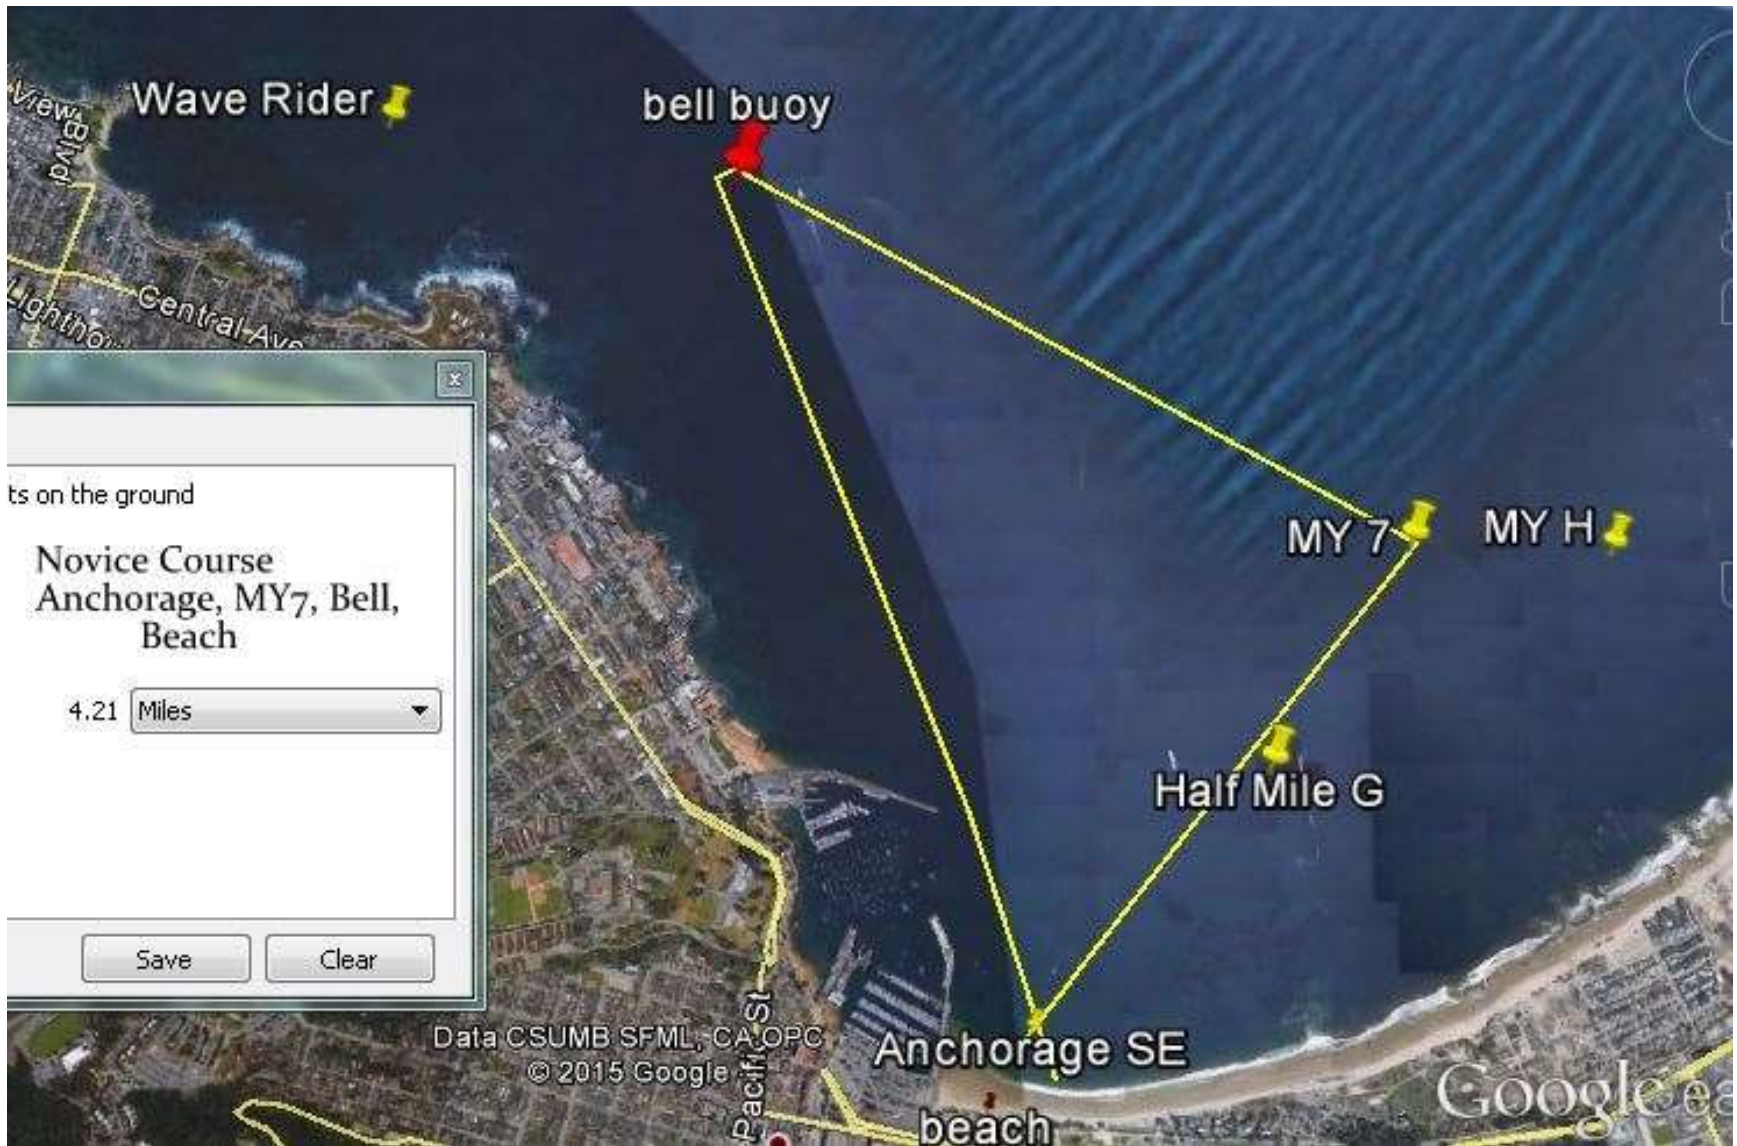 View Blvd
Wave Rider
bell buoy
Central Ave
ts on the ground
Novice Course
Anchorage, MY7, Bell,
Beach
4.21 Miles
MY 7
MY H
Half Mile G
Save Clear
Pacific St
Data CSUMB SFML, CA OPC
© 2015 Google
Anchorage SE
beach
Google ea